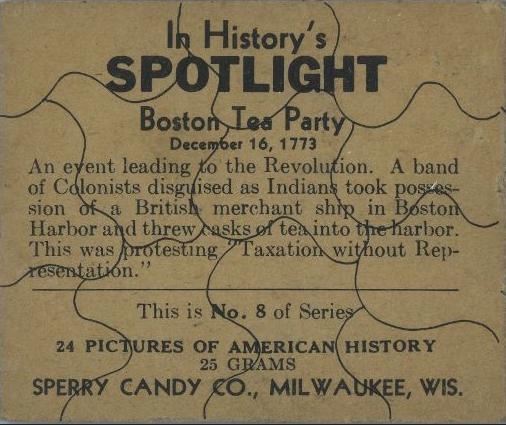 In History's
SPOTLIGHT
Boston Tea Party
December 16, 1773
An event leading to the Revolution. A band
of Colonists disguised as Indians took posses-
sion of a British merchant ship in Boston
Harbor and threw casks of tea into the harbor.
This was protesting "Taxation without Rep-
resentation."
This is No. 8 of Series
24 PICTURES OF AMERICAN HISTORY
25 GRAMS
SPERRY CANDY CO., MILWAUKEE, WIS.